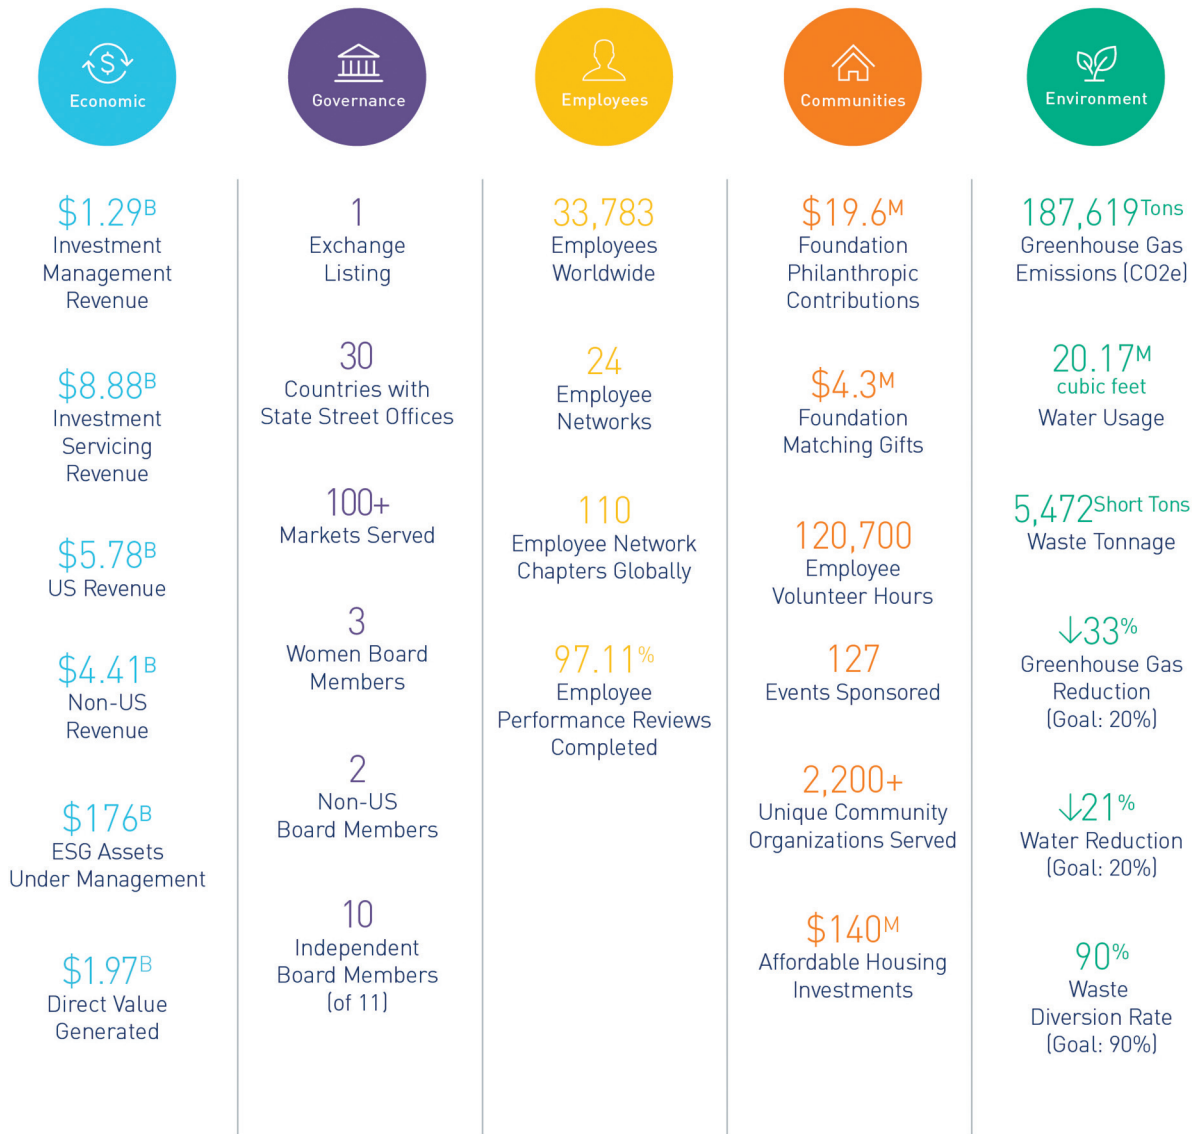 Economic
$1.29B
Investment
Management
Revenue
$8.88B
Investment
Servicing
Revenue
$5.78B
US Revenue
$4.41B
Non-US
Revenue
$176B
ESG Assets
Under Management
$1.97B
Direct Value
Generated
Governance
1
Exchange
Listing
30
Countries with
State Street Offices
100+
Markets Served
3
Women Board
Members
2
Non-US
Board Members
10
Independent
Board Members
(of 11)
Employees
33,783
Employees
Worldwide
24
Employee
Networks
110
Employee Network
Chapters Globally
97.11%
Employee
Performance Reviews
Completed
Communities
$19.6M
Foundation
Philanthropic
Contributions
$4.3M
Foundation
Matching Gifts
120,700
Employee
Volunteer Hours
127
Events Sponsored
2,200+
Unique Community
Organizations Served
$140M
Affordable Housing
Investments
Environment
187,619 Tons
Greenhouse Gas
Emissions (CO2e)
20.17M
cubic feet
Water Usage
5,472 Short Tons
Waste Tonnage
↓33%
Greenhouse Gas
Reduction
(Goal: 20%)
↓21%
Water Reduction
(Goal: 20%)
90%
Waste
Diversion Rate
(Goal: 90%)